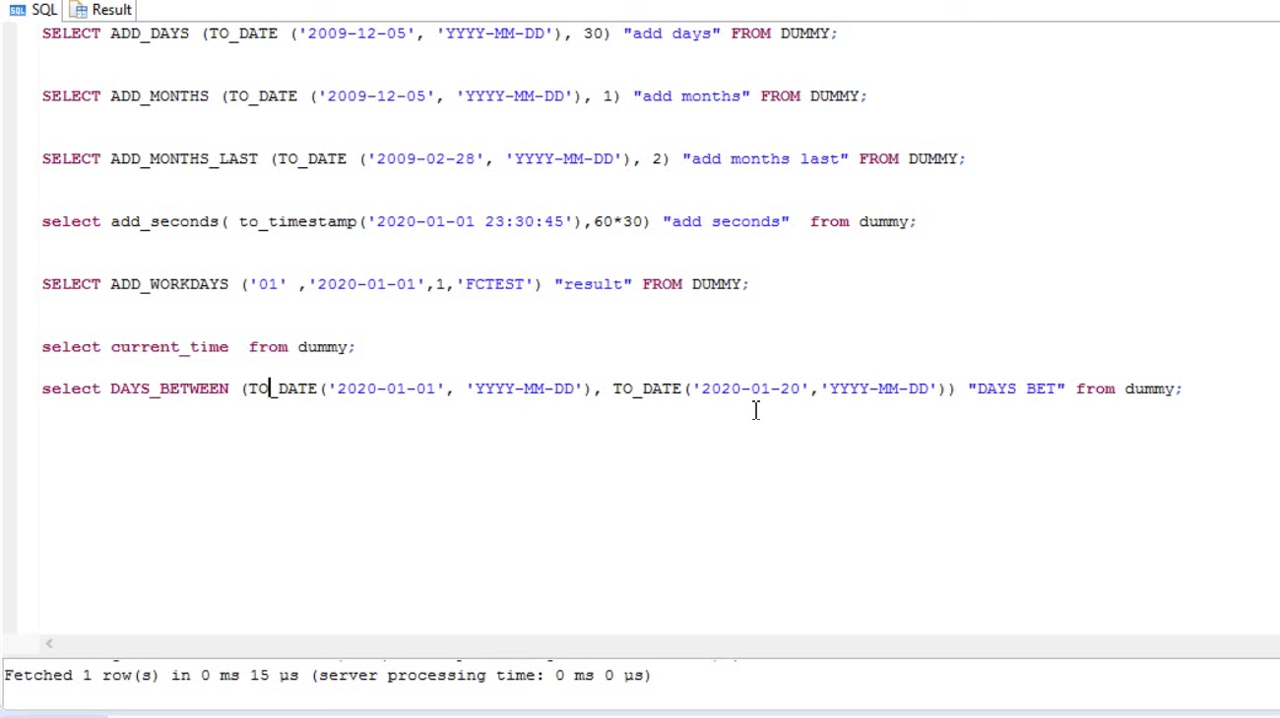 SQL Result
SELECT ADD_DAYS (TO_DATE ('2009-12-05', 'YYYY-MM-DD'), 30) "add days" FROM DUMMY;
SELECT ADD_MONTHS (TO_DATE ('2009-12-05', 'YYYY-MM-DD'), 1) "add months" FROM DUMMY;
SELECT ADD_MONTHS_LAST (TO_DATE ('2009-02-28', 'YYYY-MM-DD'), 2) "add months last" FROM DUMMY;
select add_seconds( to_timestamp('2020-01-01 23:30:45'),60*30) "add seconds"  from dummy;
SELECT ADD_WORKDAYS ('01' ,'2020-01-01',1,'FCTEST') "result" FROM DUMMY;
select current_time  from dummy;
select DAYS_BETWEEN (TO_DATE('2020-01-01', 'YYYY-MM-DD'), TO_DATE('2020-01-20','YYYY-MM-DD')) "DAYS BET" from dummy;
Fetched 1 row(s) in 0 ms 15 µs (server processing time: 0 ms 0 µs)